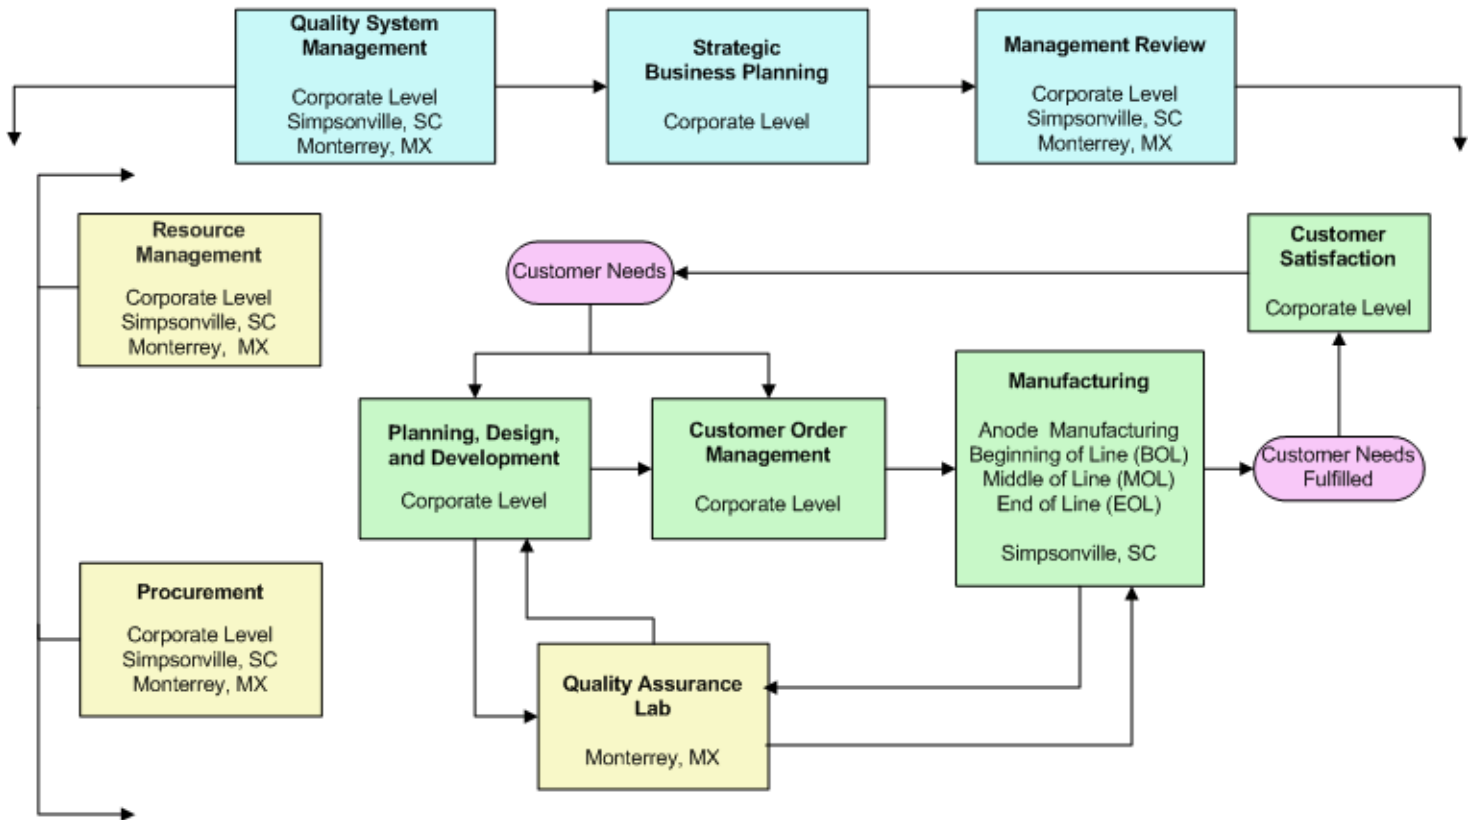 Quality System
Management
Corporate Level
Simpsonville, SC
Monterrey, MX
Strategic
Business Planning
Corporate Level
Management Review
Corporate Level
Simpsonville, SC
Monterrey, MX
Resource
Management
Corporate Level
Simpsonville, SC
Monterrey, MX
Customer Needs
Customer
Satisfaction
Corporate Level
Planning, Design,
and Development
Corporate Level
Customer Order
Management
Corporate Level
Manufacturing
Anode Manufacturing
Beginning of Line (BOL)
Middle of Line (MOL)
End of Line (EOL)
Simpsonville, SC
Customer Needs
Fulfilled
Procurement
Corporate Level
Simpsonville, SC
Monterrey, MX
Quality Assurance
Lab
Monterrey, MX